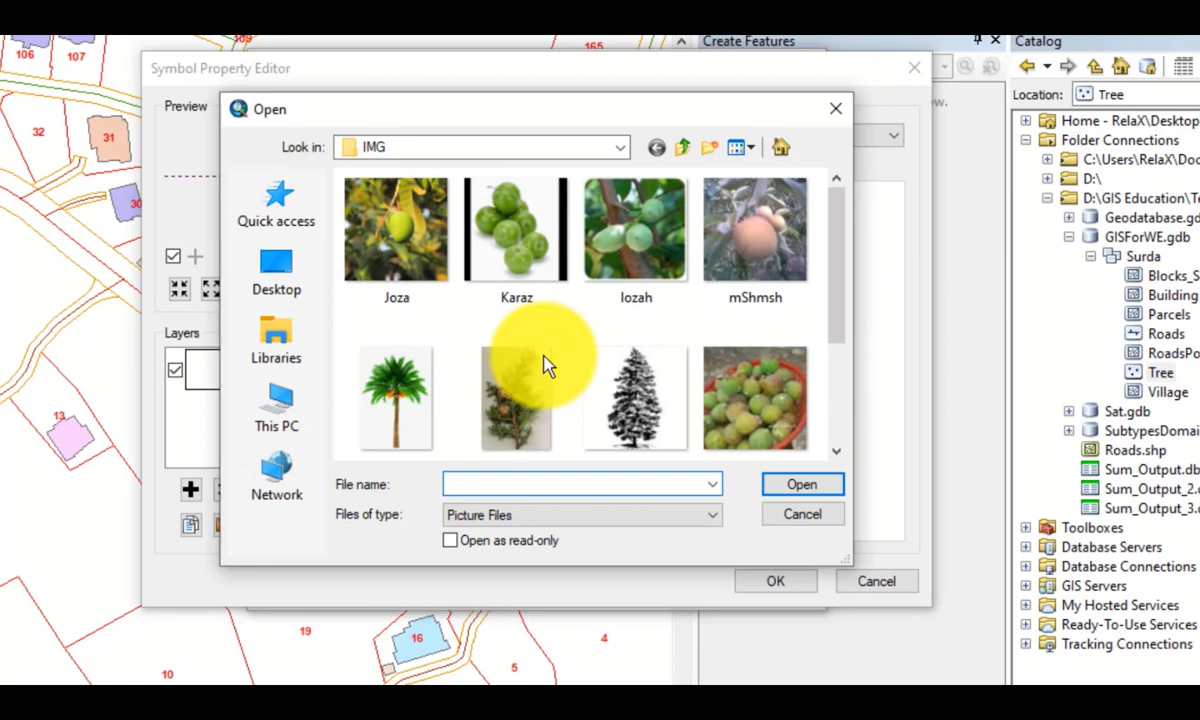 109
165
106
107
32
31
30
13
19
16
4
5
10
Create Features
Symbol Property Editor
Preview
Layers
OK
Cancel
Open
Look in:
IMG
Quick access
Desktop
Libraries
This PC
Network
Joza
Karaz
lozah
mShmsh
File name:
Open
Files of type:
Picture Files
Cancel
Open as read-only
Catalog
Location:
Tree
Home - RelaX\Desktop
Folder Connections
C:\Users\RelaX\Doc
D:\
D:\GIS Education\Te
Geodatabase.gd
GISForWE.gdb
Surda
Blocks_S
Building
Parcels
Roads
RoadsPo
Tree
Village
Sat.gdb
SubtypesDomai
Roads.shp
Sum_Output.db
Sum_Output_2.
Sum_Output_3.
Toolboxes
Database Servers
Database Connections
GIS Servers
My Hosted Services
Ready-To-Use Services
Tracking Connections